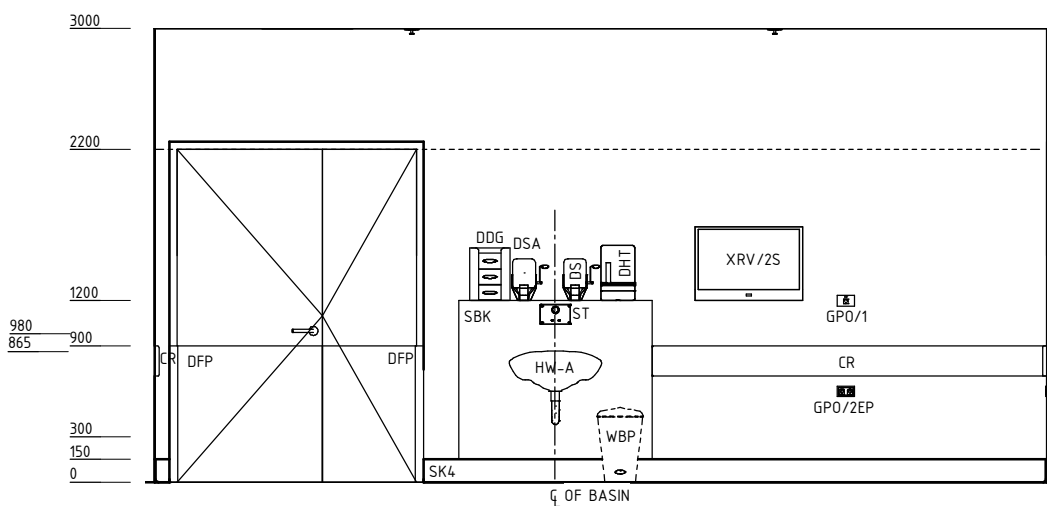 3000
2200
DDG
DSA
DS
DHT
XRV/2S
1200
SBK
ST
GPO/1
980
865
900
CR
DFP
DFP
HW-A
CR
GPO/2EP
300
WBP
150
0
SK4
℄ OF BASIN